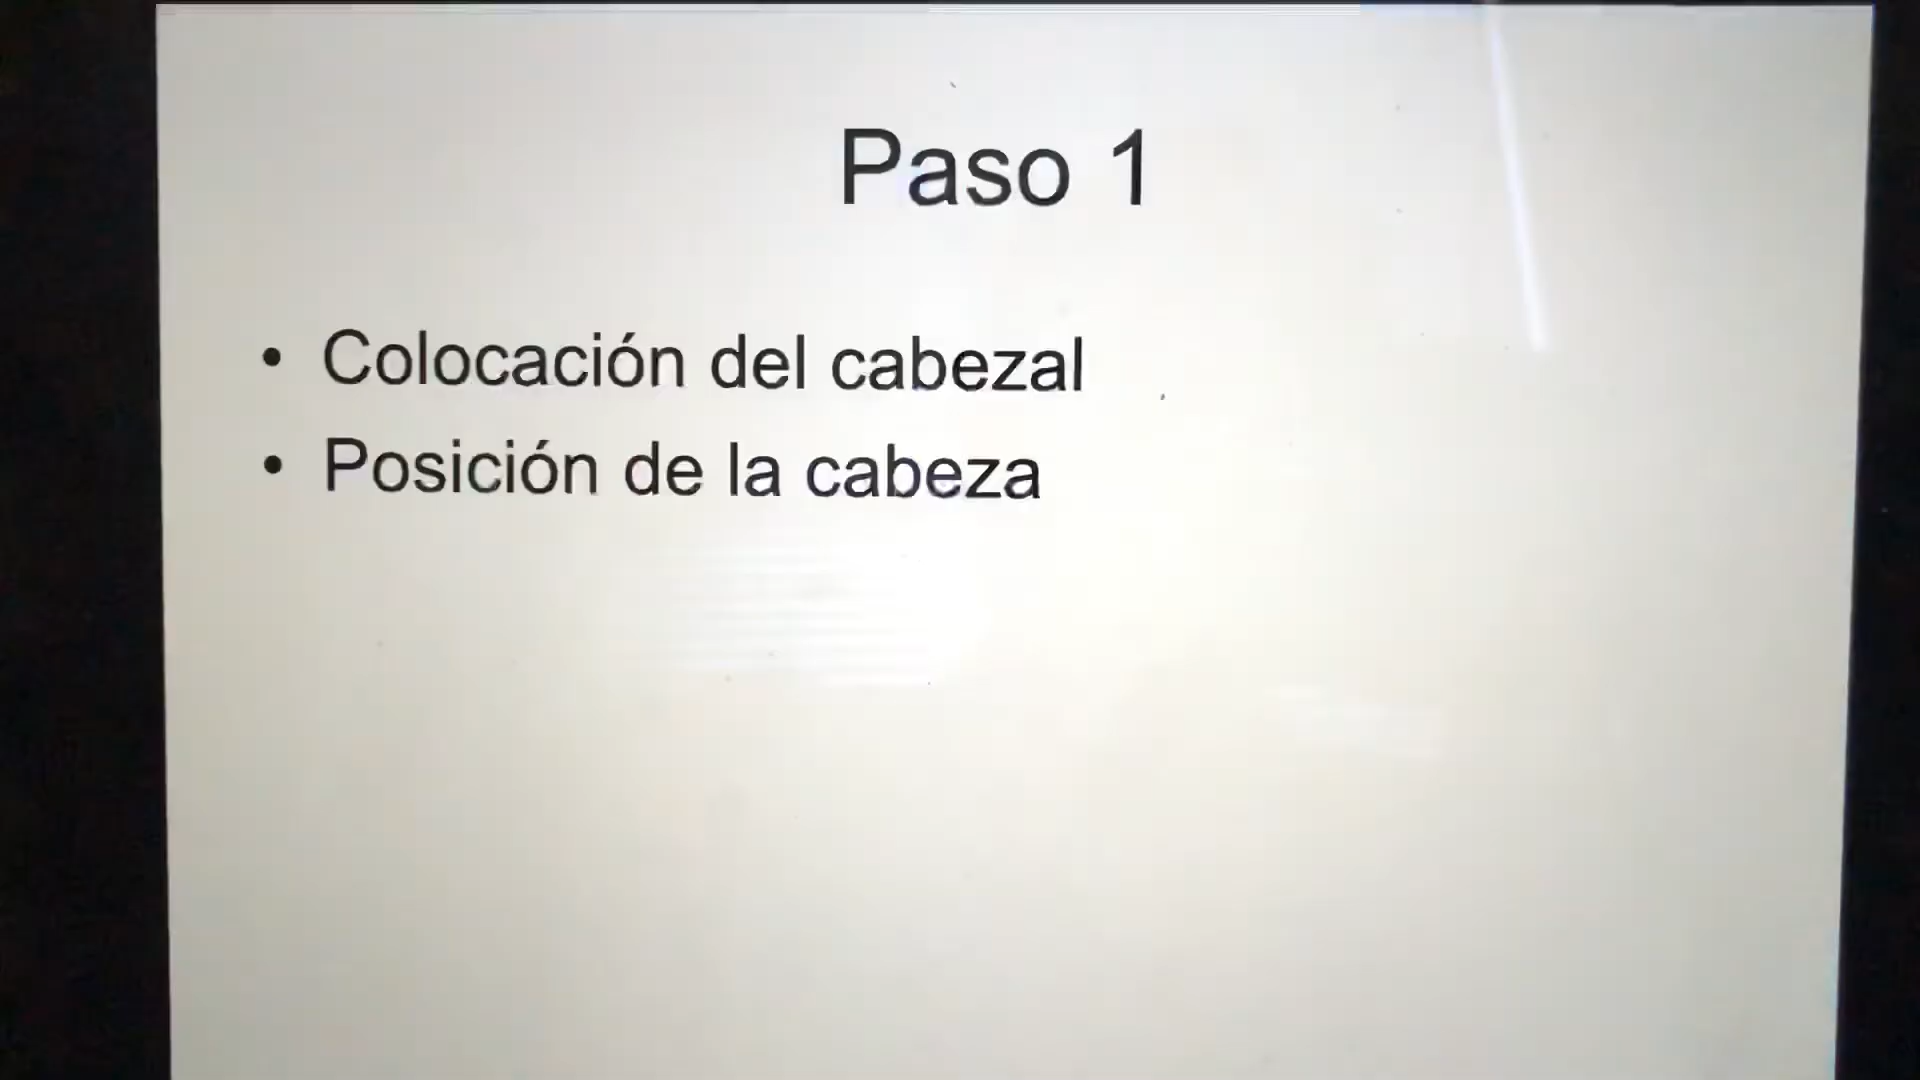 Paso 1
• Colocación del cabezal
• Posición de la cabeza